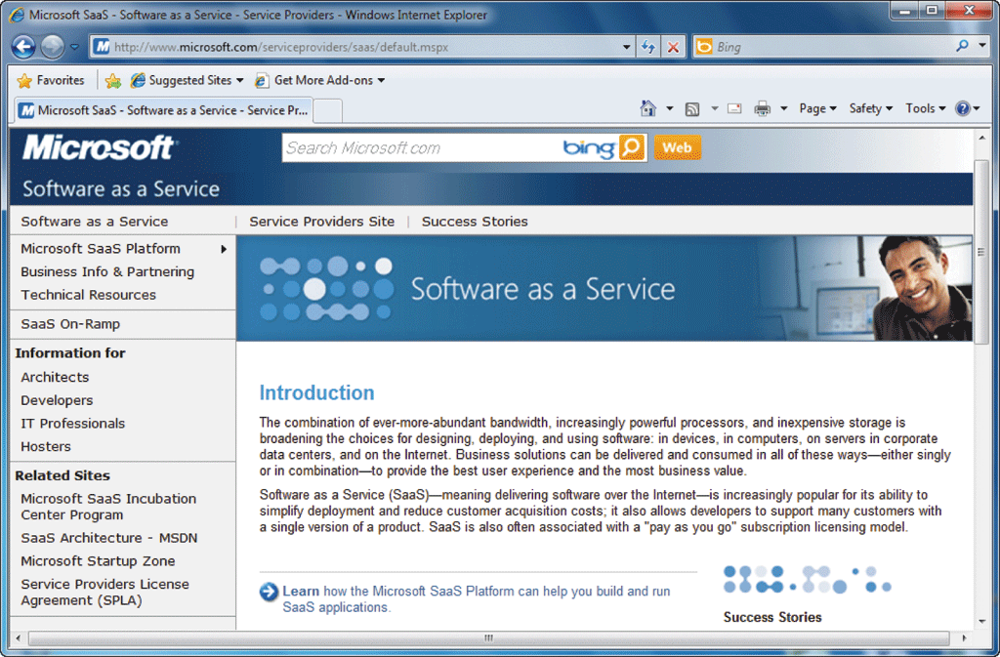 Microsoft SaaS - Software as a Service - Service Providers - Windows Internet Explorer
http://www.microsoft.com/serviceproviders/saas/default.mspx
Bing
Favorites
Suggested Sites
Get More Add-ons
Microsoft SaaS - Software as a Service - Service Pr...
Page
Safety
Tools
Microsoft
Search Microsoft.com
bing
Web
Software as a Service
Software as a Service
Service Providers Site
Success Stories
Microsoft SaaS Platform
Business Info & Partnering
Technical Resources
SaaS On-Ramp
Information for
Architects
Developers
IT Professionals
Hosters
Related Sites
Microsoft SaaS Incubation
Center Program
SaaS Architecture - MSDN
Microsoft Startup Zone
Service Providers License
Agreement (SPLA)
Software as a Service
Introduction
The combination of ever-more-abundant bandwidth, increasingly powerful processors, and inexpensive storage is
broadening the choices for designing, deploying, and using software: in devices, in computers, on servers in corporate
data centers, and on the Internet. Business solutions can be delivered and consumed in all of these ways—either singly
or in combination—to provide the best user experience and the most business value.
Software as a Service (SaaS)—meaning delivering software over the Internet—is increasingly popular for its ability to
simplify deployment and reduce customer acquisition costs; it also allows developers to support many customers with
a single version of a product. SaaS is also often associated with a "pay as you go" subscription licensing model.
Learn how the Microsoft SaaS Platform can help you build and run
SaaS applications.
Success Stories